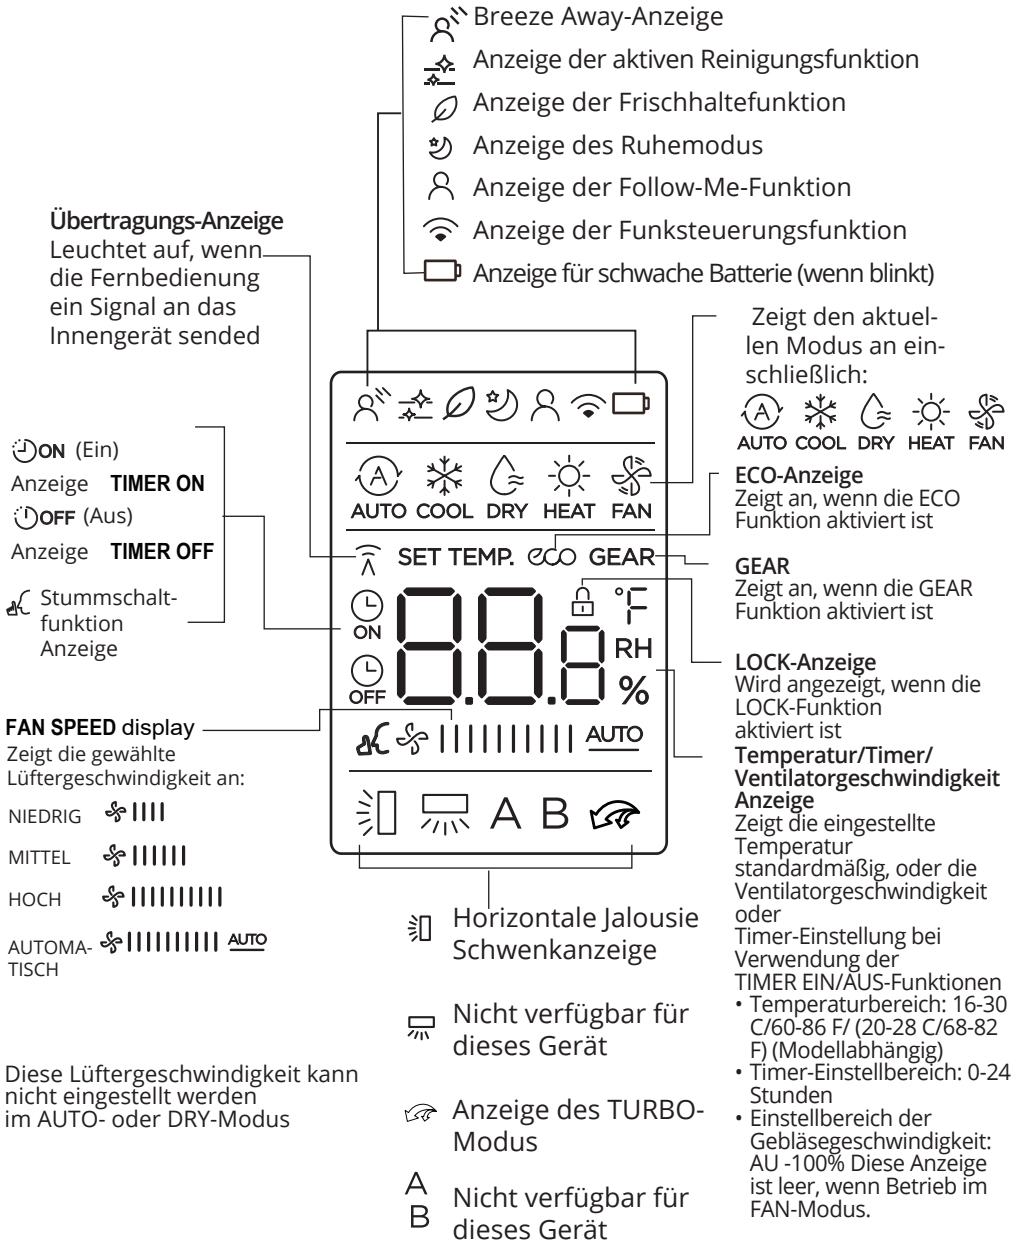 Breeze Away-Anzeige
Anzeige der aktiven Reinigungsfunktion
Anzeige der Frischhaltefunktion
Anzeige des Ruhemodus
Anzeige der Follow-Me-Funktion
Anzeige der Funksteuerungsfunktion
Anzeige für schwache Batterie (wenn blinkt)
Übertragungs-Anzeige
Leuchtet auf, wenn
die Fernbedienung
ein Signal an das
Innengerät sended
Zeigt den aktuel-
len Modus an ein-
schließlich:
A
AUTO COOL DRY HEAT FAN
ON (Ein)
Anzeige TIMER ON
OFF (Aus)
Anzeige TIMER OFF
Stummschalt-
funktion
Anzeige
A
AUTO COOL DRY HEAT FAN
SET TEMP. eco GEAR
ON
OFF
88.8
°F
RH
%
AUTO
A B
ECO-Anzeige
Zeigt an, wenn die ECO
Funktion aktiviert ist
GEAR
Zeigt an, wenn die GEAR
Funktion aktiviert ist
LOCK-Anzeige
Wird angezeigt, wenn die
LOCK-Funktion
aktiviert ist
Temperatur/Timer/
Ventilatorgeschwindigkeit
Anzeige
Zeigt die eingestellte
Temperatur
standardmäßig, oder die
Ventilatorgeschwindigkeit
oder
Timer-Einstellung bei
Verwendung der
TIMER EIN/AUS-Funktionen
• Temperaturbereich: 16-30
C/60-86 F/ (20-28 C/68-82
F) (Modellabhängig)
• Timer-Einstellbereich: 0-24
Stunden
• Einstellbereich der
Gebläsegeschwindigkeit:
AU -100% Diese Anzeige
ist leer, wenn Betrieb im
FAN-Modus.
FAN SPEED display
Zeigt die gewählte
Lüftergeschwindigkeit an:
NIEDRIG
MITTEL
HOCH
AUTOMA-
TISCH
AUTO
Diese Lüftergeschwindigkeit kann
nicht eingestellt werden
im AUTO- oder DRY-Modus
Horizontale Jalousie
Schwenkanzeige
Nicht verfügbar für
dieses Gerät
Anzeige des TURBO-
Modus
A
B
Nicht verfügbar für
dieses Gerät